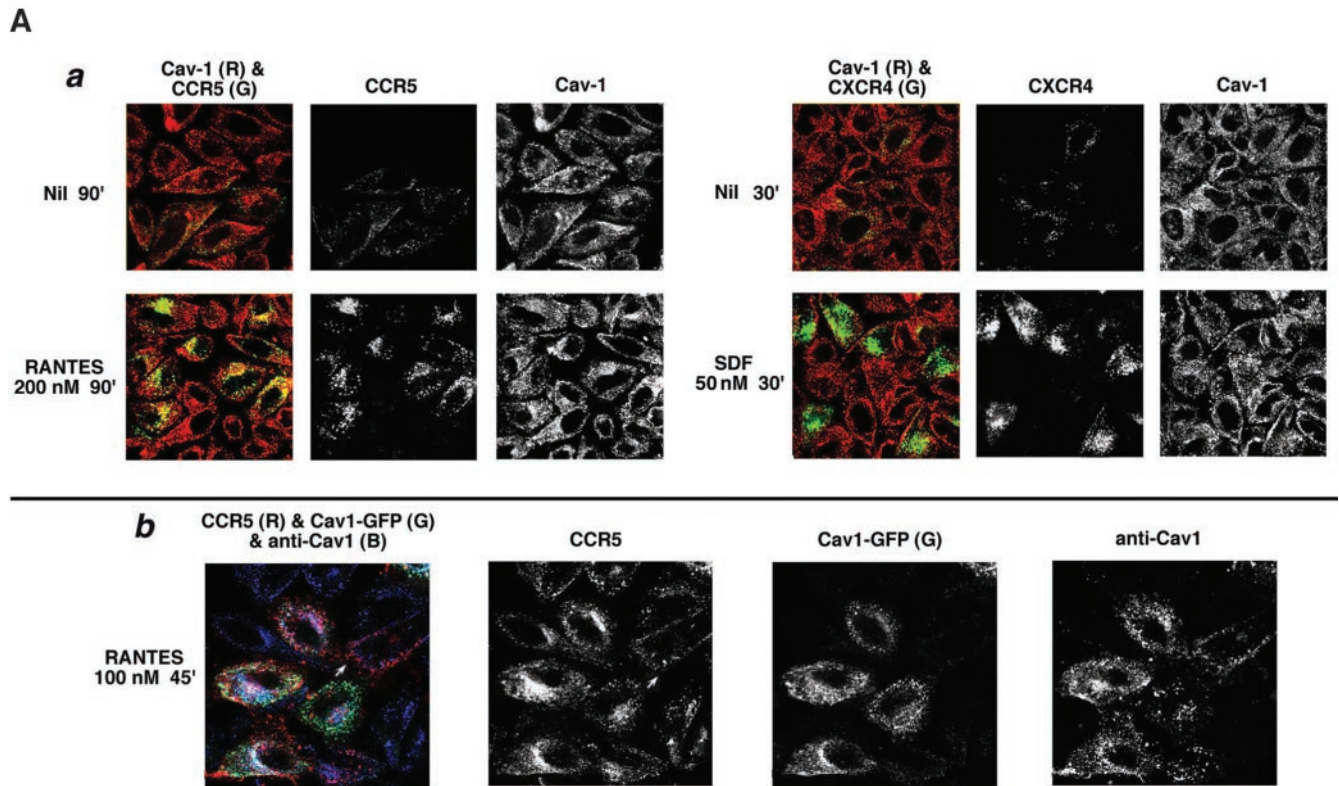 A
a
Cav-1 (R) &
CCR5 (G)
CCR5
Cav-1
Cav-1 (R) &
CXCR4 (G)
CXCR4
Cav-1
Nil 90'
Nil
30'
RANTES
200 nM 90'
SDF
50 nM 30'
b
CCR5 (R) & Cav1-GFP (G)
& anti-Cav1 (B)
CCR5
Cav1-GFP (G)
anti-Cav1
RANTES
100 nM 45'